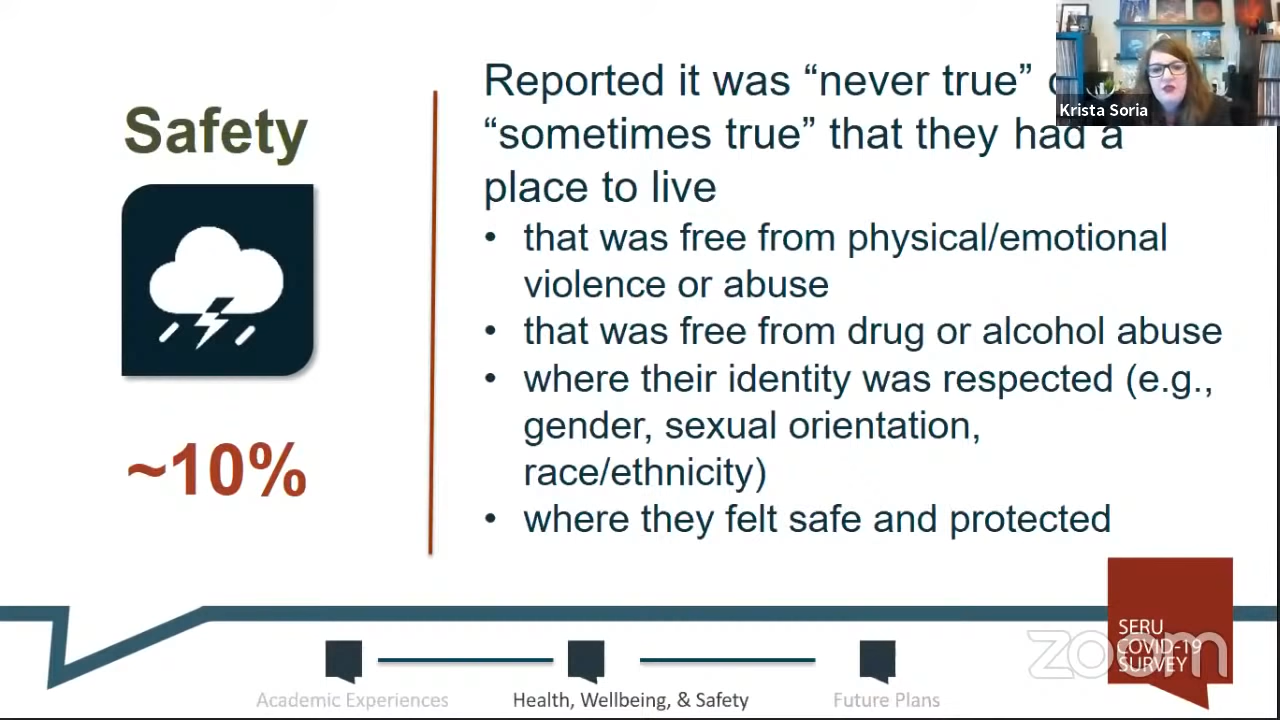 Safety
~10%
Reported it was “never true”
“sometimes true” that they had a
place to live
• that was free from physical/emotional
violence or abuse
• that was free from drug or alcohol abuse
• where their identity was respected (e.g.,
gender, sexual orientation,
race/ethnicity)
• where they felt safe and protected
Krista Soria
SERU
COVID-19
SURVEY
zoom
Academic Experiences
Health, Wellbeing, & Safety
Future Plans